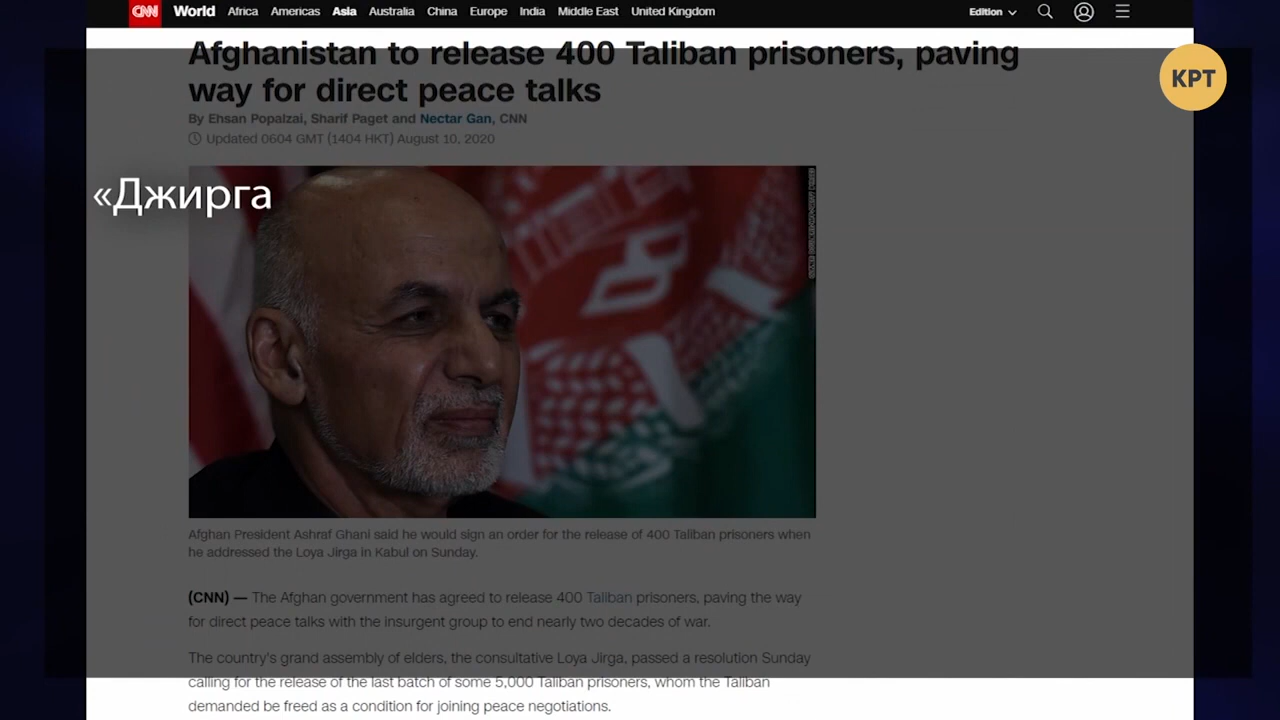 CNN World Africa Americas Asia Australia China Europe India Middle East United Kingdom Edition
Afghanistan to release 400 Taliban prisoners, paving
way for direct peace talks
КРТ
By Ehsan Popalzai, Sharif Paget and Nectar Gan, CNN
Updated 0604 GMT (1404 HKT) August 10, 2020
«Джирга
Afghan President Ashraf Ghani said he would sign an order for the release of 400 Taliban prisoners when
he addressed the Loya Jirga in Kabul on Sunday.
(CNN) — The Afghan government has agreed to release 400 Taliban prisoners, paving the way
for direct peace talks with the insurgent group to end nearly two decades of war.
The country's grand assembly of elders, the consultative Loya Jirga, passed a resolution Sunday
calling for the release of the last batch of some 5,000 Taliban prisoners, whom the Taliban
demanded be freed as a condition for joining peace negotiations.